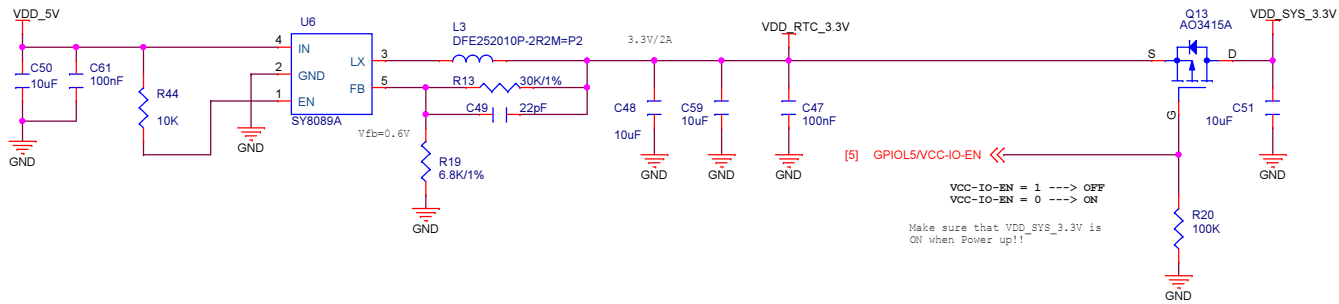 VDD_5V
C50
10uF
C61
100nF
GND
R44
10K
U6
4
IN
2
GND
1
EN
LX
3
FB
5
SY8089A
GND
L3
DFE252010P-2R2M=P2
R13
30K/1%
C49
22pF
Vfb=0.6V
R19
6.8K/1%
GND
3.3V/2A
C48
10uF
GND
C59
10uF
GND
VDD_RTC_3.3V
C47
100nF
GND
Q13
AO3415A
S
D
G
VDD_SYS_3.3V
C51
10uF
GND
[5] GPIOL5/VCC-IO-EN
VCC-IO-EN = 1 ---> OFF
VCC-IO-EN = 0 ---> ON
Make sure that VDD_SYS_3.3V is
ON when Power up!!
R20
100K
GND